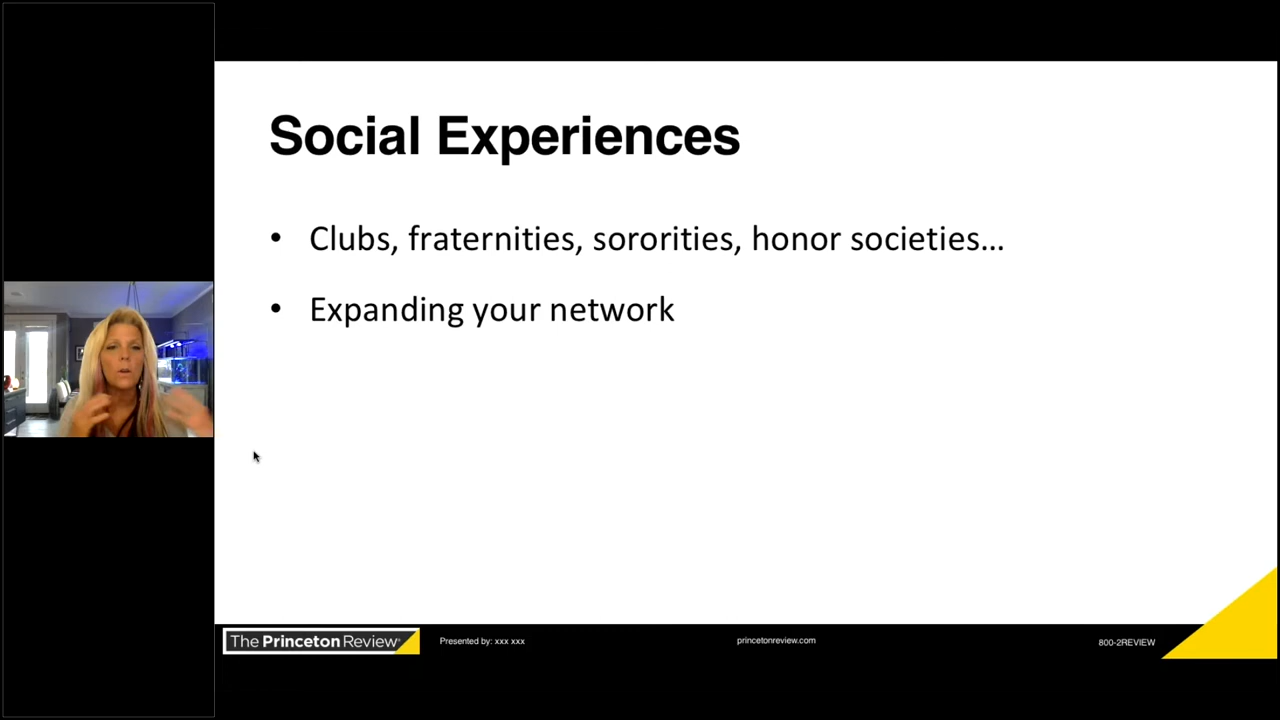 Social Experiences
• Clubs, fraternities, sororities, honor societies...
• Expanding your network
The Princeton Review®
Presented by: xxx xxx
princetonreview.com
800-2REVIEW